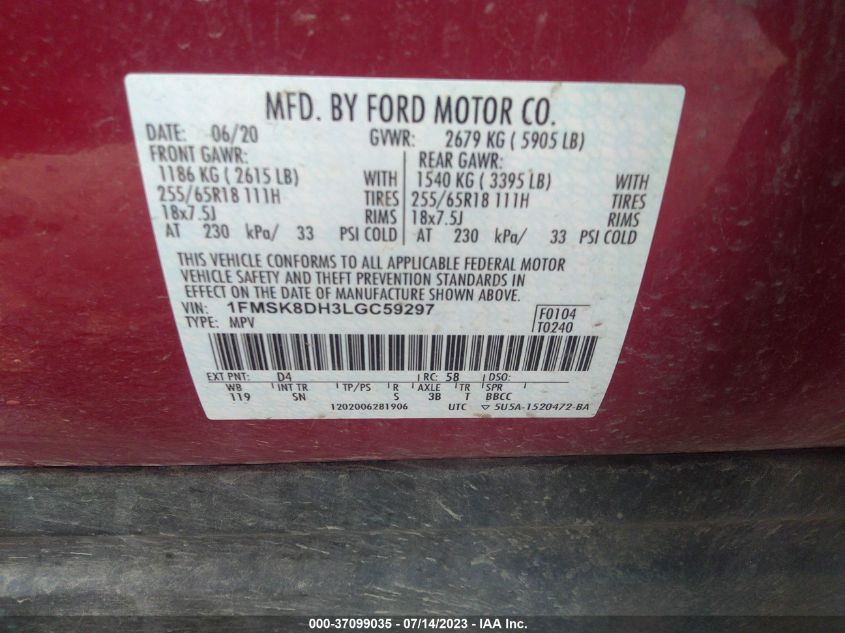 MFD. BY FORD MOTOR CO.
DATE: 06/20 GVWR: 2679 KG ( 5905 LB)
FRONT GAWR: REAR GAWR:
1186 KG ( 2615 LB) WITH 1540 KG ( 3395 LB) WITH
255/65R18 111H TIRES 255/65R18 111H TIRES
18x7.5J RIMS 18x7.5J RIMS
AT 230 kPa/ 33 PSI COLD AT 230 kPa/ 33 PSI COLD
THIS VEHICLE CONFORMS TO ALL APPLICABLE FEDERAL MOTOR
VEHICLE SAFETY AND THEFT PREVENTION STANDARDS IN
EFFECT ON THE DATE OF MANUFACTURE SHOWN ABOVE.
VIN: 1FMSK8DH3LGC59297 F0104
TYPE: MPV T0240
EXT PNT: D4 RC: 58 DSO:
WB INT TR TP/PS R AXLE TR SPR
119 SN S 3B T BBCC
1202006281906 UTC ▽ 5U5A-1520472-BA
000-37099035 - 07/14/2023 - IAA Inc.